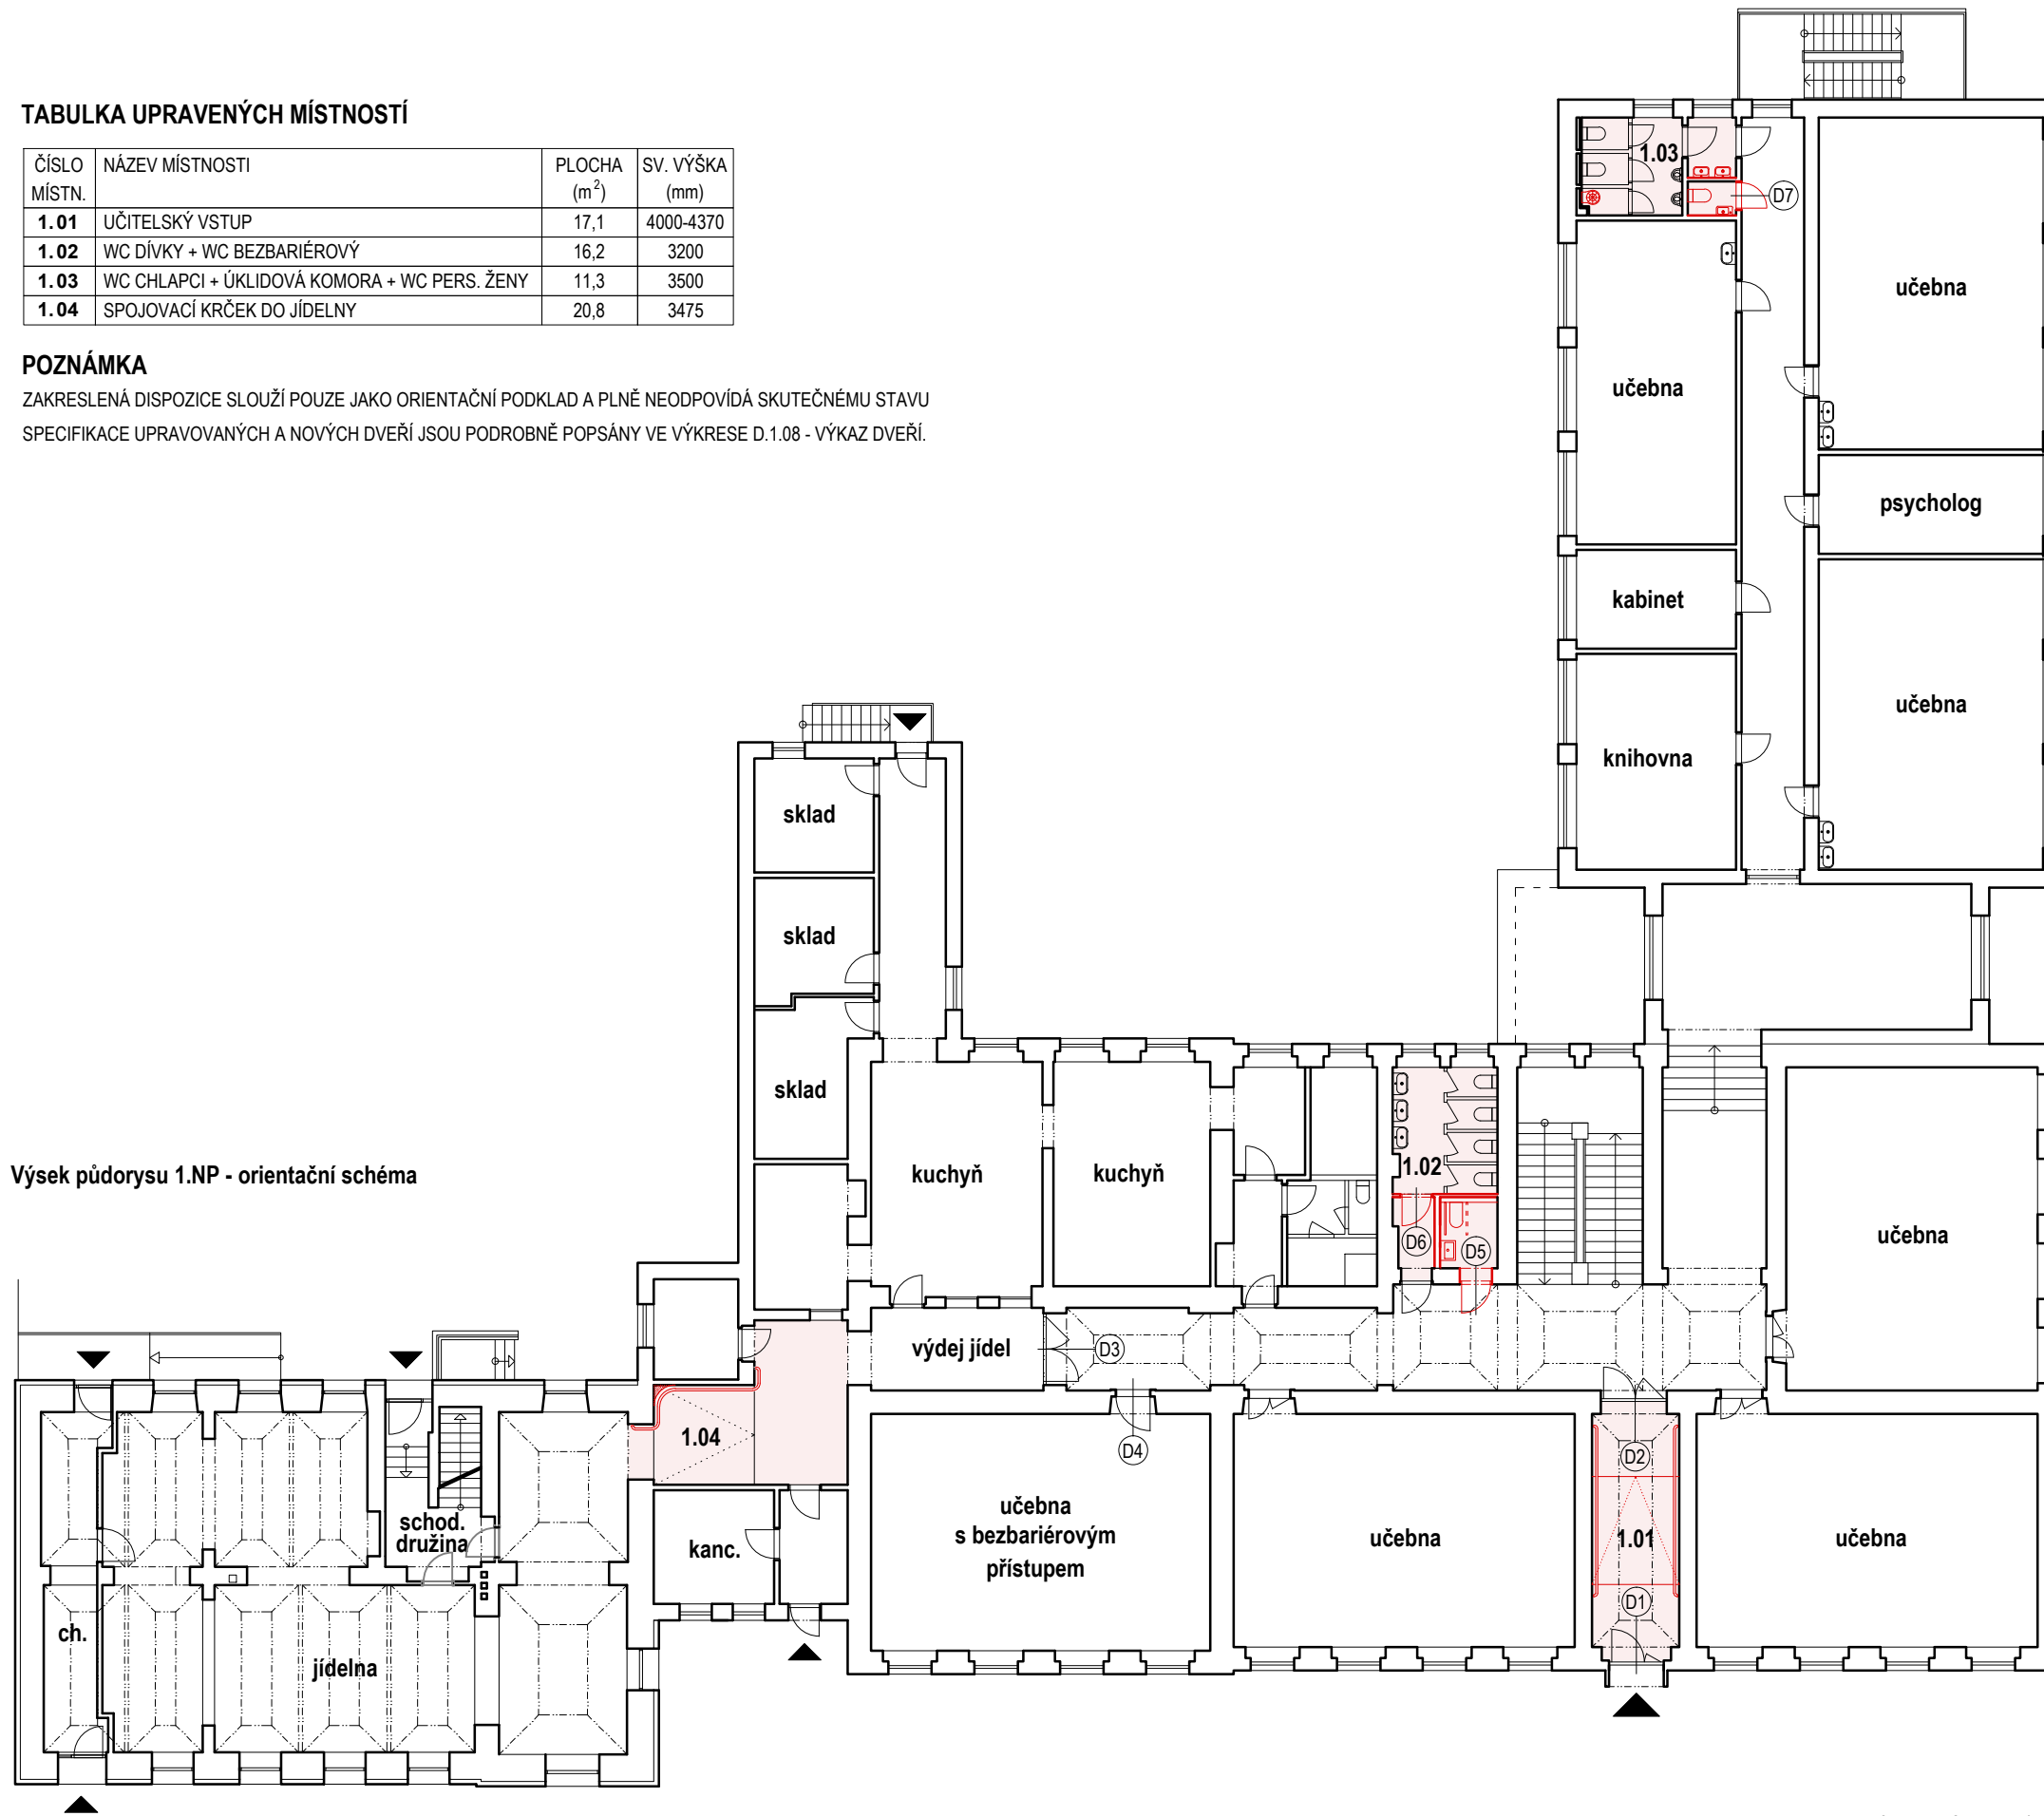 TABULKA UPRAVENÝCH MÍSTNOSTÍ
ČÍSLO MÍSTN. NÁZEV MÍSTNOSTI PLOCHA (m²) SV. VÝŠKA (mm)
1.01 UČITELSKÝ VSTUP 17,1 4000-4370
1.02 WC DÍVKY + WC BEZBARIÉROVÝ 16,2 3200
1.03 WC CHLAPCI + ÚKLIDOVÁ KOMORA + WC PERS. ŽENY 11,3 3500
1.04 SPOJOVACÍ KRČEK DO JÍDELNY 20,8 3475
POZNÁMKA
ZAKRESLENÁ DISPOZICE SLOUŽÍ POUZE JAKO ORIENTAČNÍ PODKLAD A PLNĚ NEODPOVÍDÁ SKUTEČNÉMU STAVU
SPECIFIKACE UPRAVOVANÝCH A NOVÝCH DVEŘÍ JSOU PODROBNĚ POPSÁNY VE VÝKRESE D.1.08 - VÝKAZ DVEŘÍ.
1.03
D7
učebna
učebna
psycholog
kabinet
učebna
knihovna
sklad
sklad
sklad
Výsek půdorysu 1.NP - orientační schéma
kuchyň
kuchyň
1.02
D6
D5
učebna
výdej jídel
D3
1.04
D4
D2
schod.
družina
kanc.
učebna
s bezbariérovým
přístupem
učebna
1.01
učebna
D1
ch.
jídelna